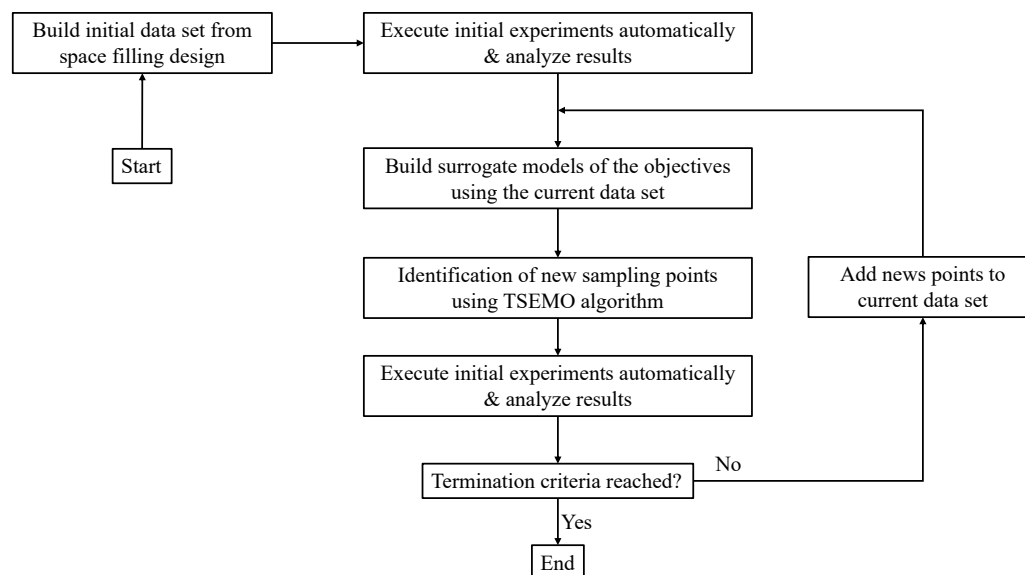 Build initial data set from
space filling design
Execute initial experiments automatically
& analyze results
Start
Build surrogate models of the objectives
using the current data set
Identification of new sampling points
using TSEMO algorithm
Add news points to
current data set
Execute initial experiments automatically
& analyze results
Termination criteria reached?
No
Yes
End